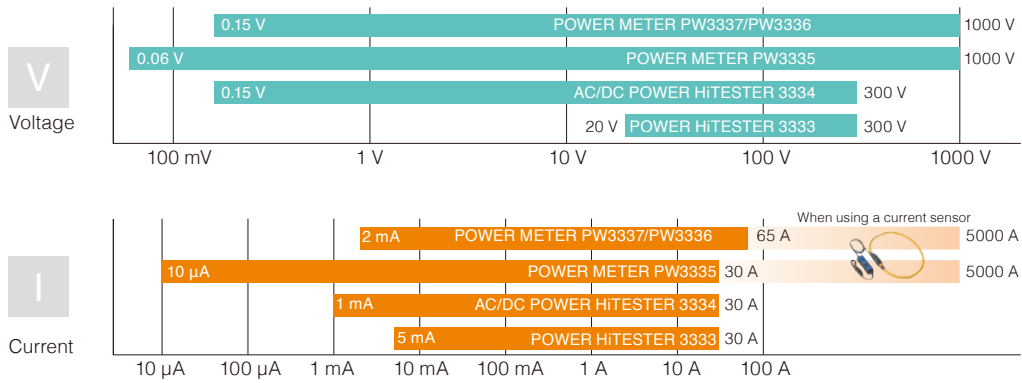 0.15 V POWER METER PW3337/PW3336 1000 V
0.06 V POWER METER PW3335 1000 V
V
0.15 V AC/DC POWER HiTESTER 3334 300 V
Voltage
20 V POWER HiTESTER 3333 300 V
100 mV 1 V 10 V 100 V 1000 V
When using a current sensor
2 mA POWER METER PW3337/PW3336 65 A 5000 A
10 µA POWER METER PW3335 30 A 5000 A
I
1 mA AC/DC POWER HiTESTER 3334 30 A
5 mA POWER HiTESTER 3333 30 A
Current
10 µA 100 µA 1 mA 10 mA 100 mA 1 A 10 A 100 A